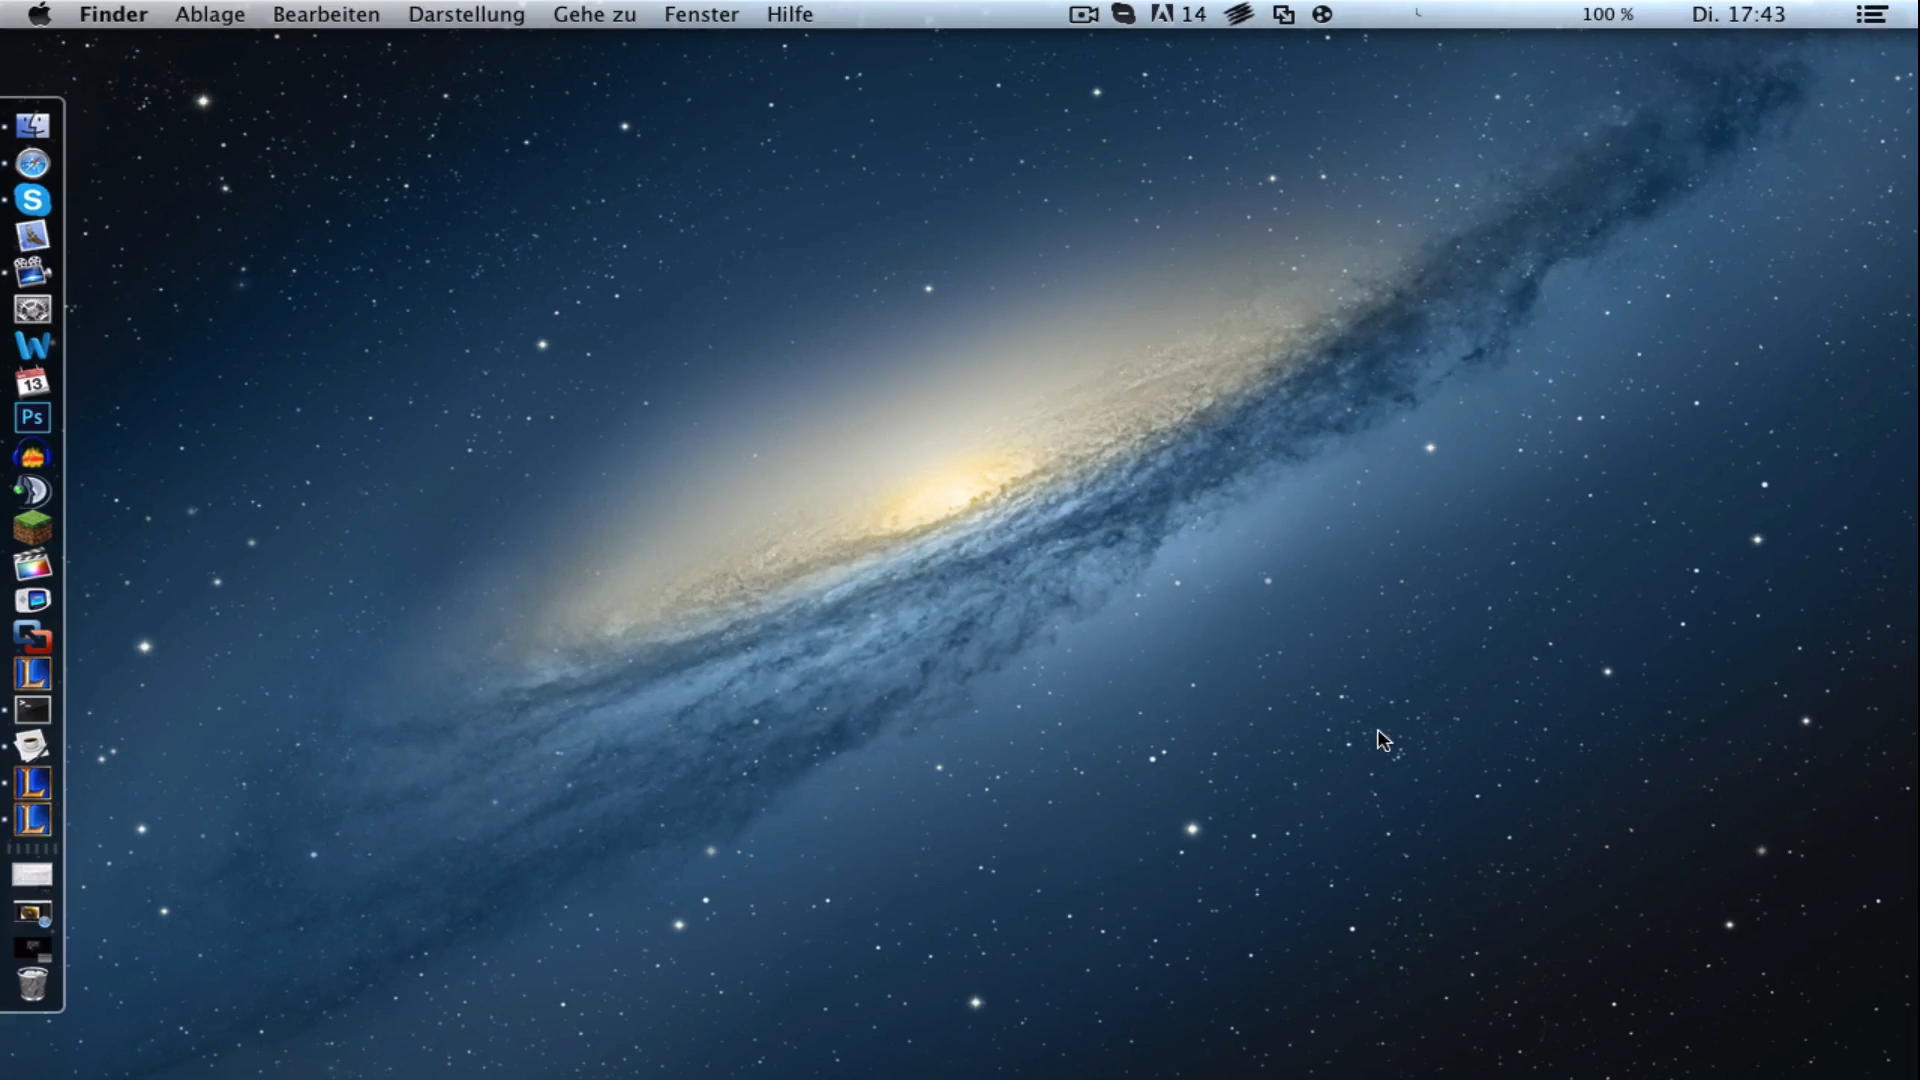 Finder Ablage Bearbeiten Darstellung Gehe zu Fenster Hilfe 14 100 % Di. 17:43
S
W
13
Ps
L
>_
L
L